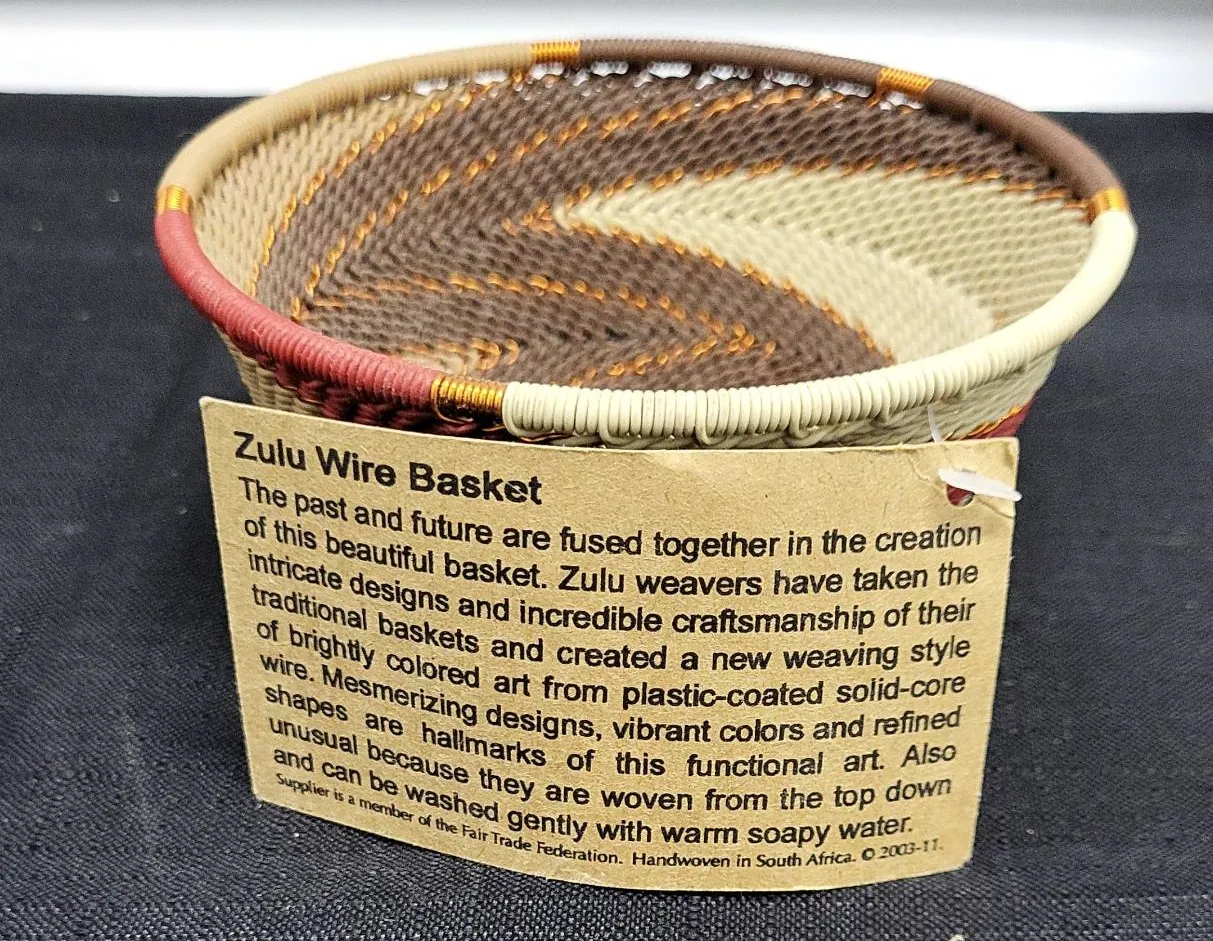 Zulu Wire Basket
The past and future are fused together in the creation
of this beautiful basket. Zulu weavers have taken the
intricate designs and incredible craftsmanship of their
traditional baskets and created a new weaving style
of brightly colored art from plastic-coated solid-core
wire. Mesmerizing designs, vibrant colors and refined
shapes are hallmarks of this functional art. Also
unusual because they are woven from the top down
and can be washed gently with warm soapy water.
Supplier is a member of the Fair Trade Federation. Handwoven in South Africa. © 2003-11.